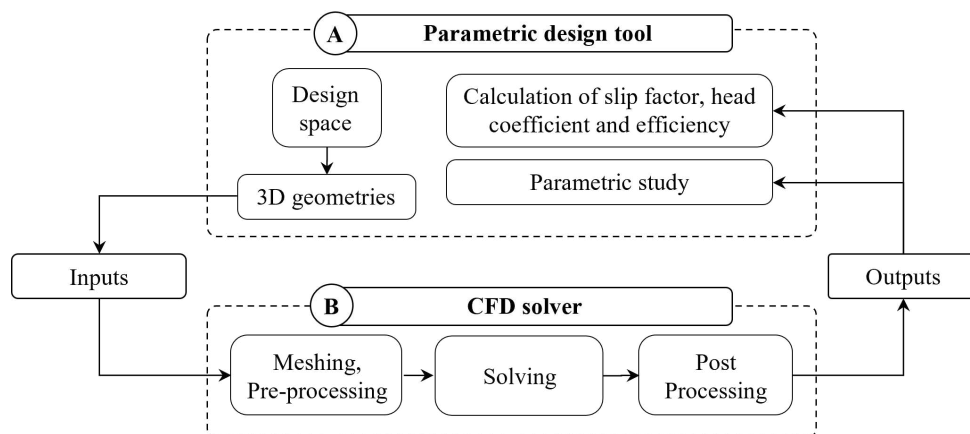 A
Parametric design tool
Design
space
Calculation of slip factor, head
coefficient and efficiency
3D geometries
Parametric study
Inputs
Outputs
B
CFD solver
Meshing,
Pre-processing
Solving
Post
Processing